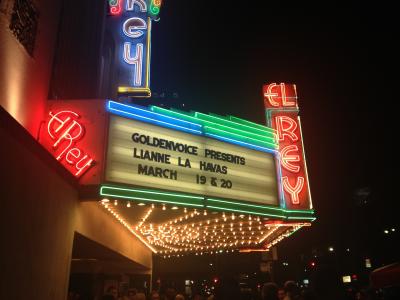 REY
El Rey
GOLDENVOICE PRESENTS
LIANNE LA HAVAS
MARCH 19 & 20
EL
REY